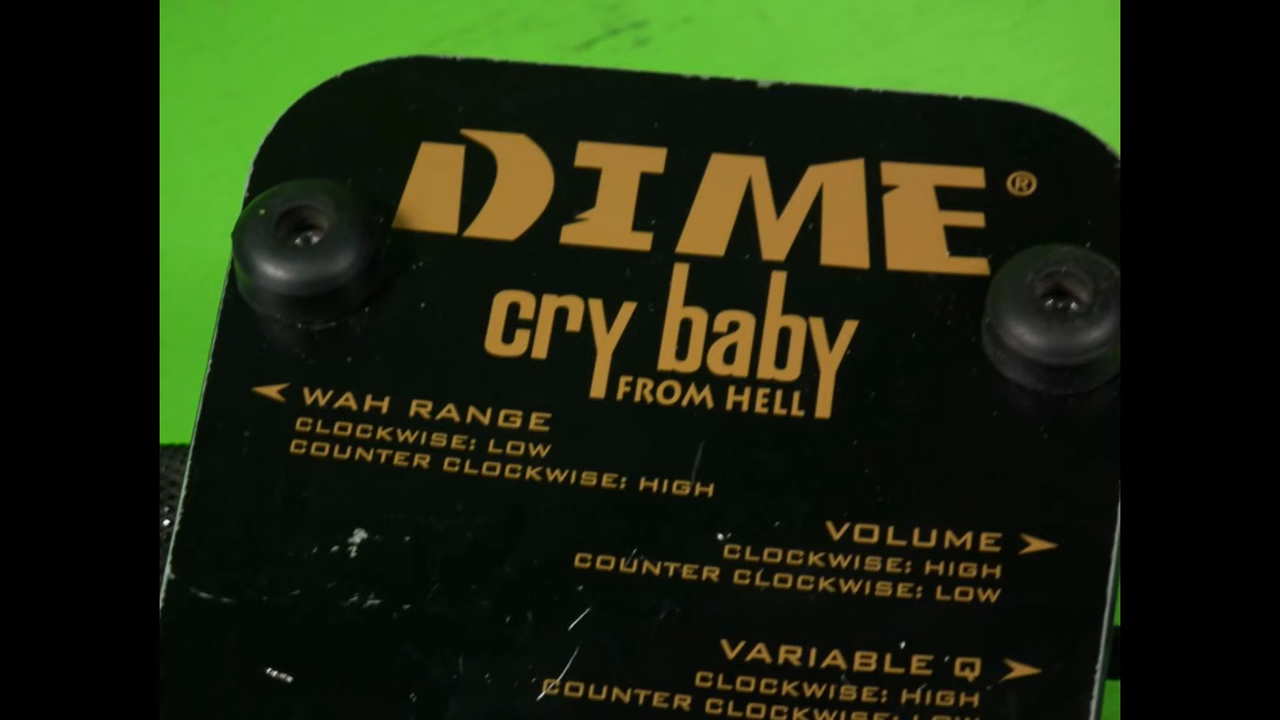 DIME®
cry baby
FROM HELL
WAH RANGE
CLOCKWISE: LOW
COUNTER CLOCKWISE: HIGH
VOLUME
CLOCKWISE: HIGH
COUNTER CLOCKWISE: LOW
VARIABLE Q
CLOCKWISE: HIGH
COUNTER CLOCKWISE: LOW